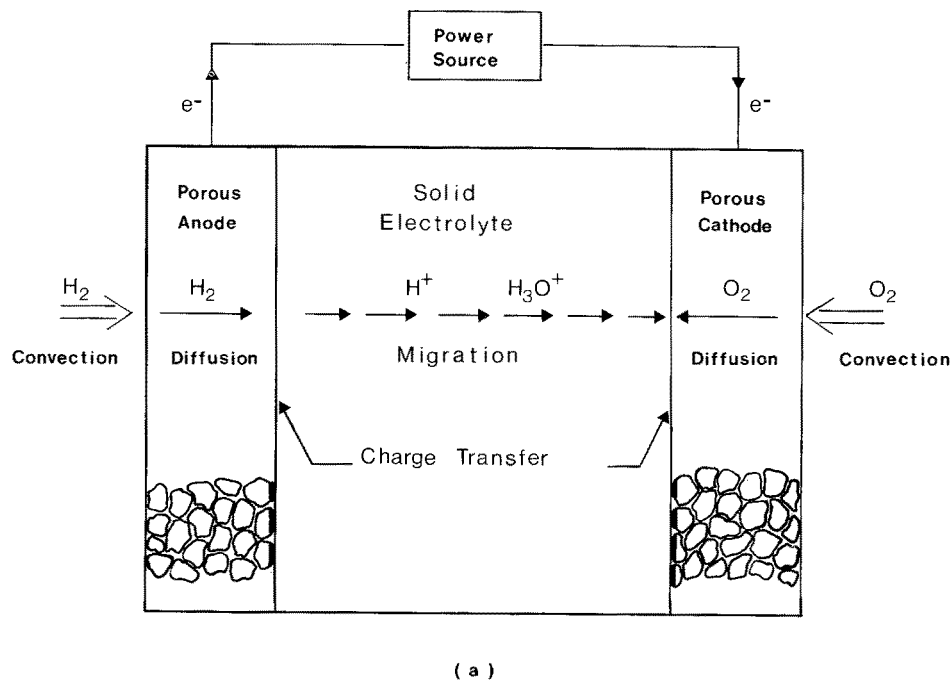 Power
Source
e⁻
e⁻
Porous
Anode
Solid
Electrolyte
Porous
Cathode
H₂
H₂
H⁺
H₃O⁺
O₂
O₂
Convection
Diffusion
Migration
Diffusion
Convection
Charge Transfer
(a)